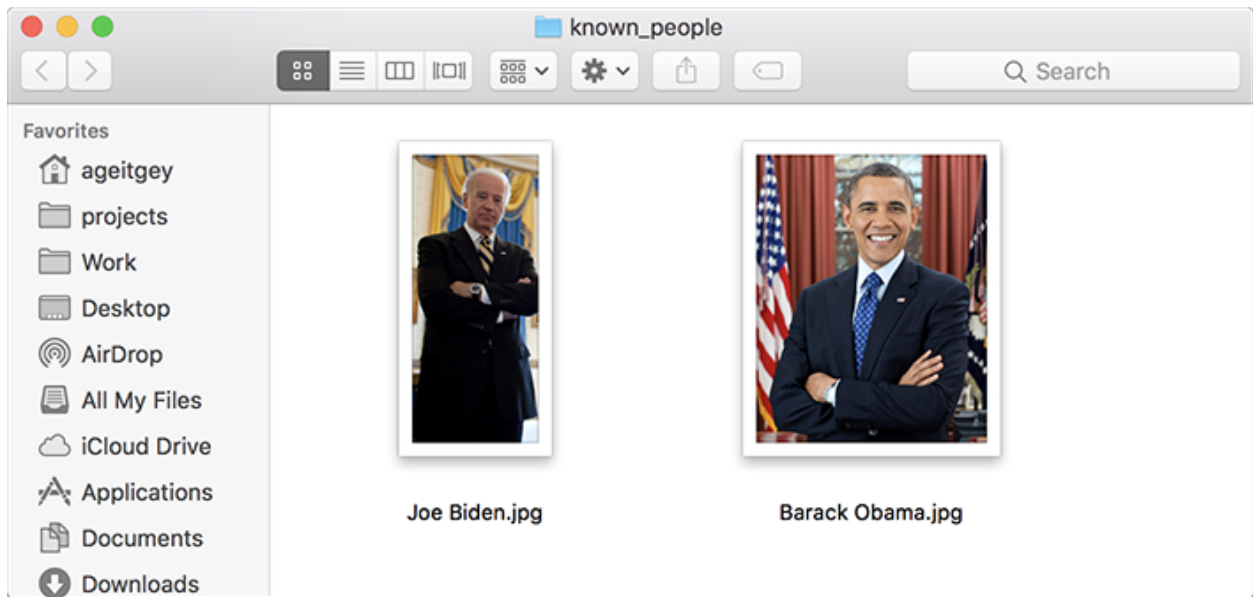 known_people
Search
Favorites
ageitgey
projects
Work
Desktop
AirDrop
All My Files
iCloud Drive
Applications
Documents
Downloads
Joe Biden.jpg
Barack Obama.jpg